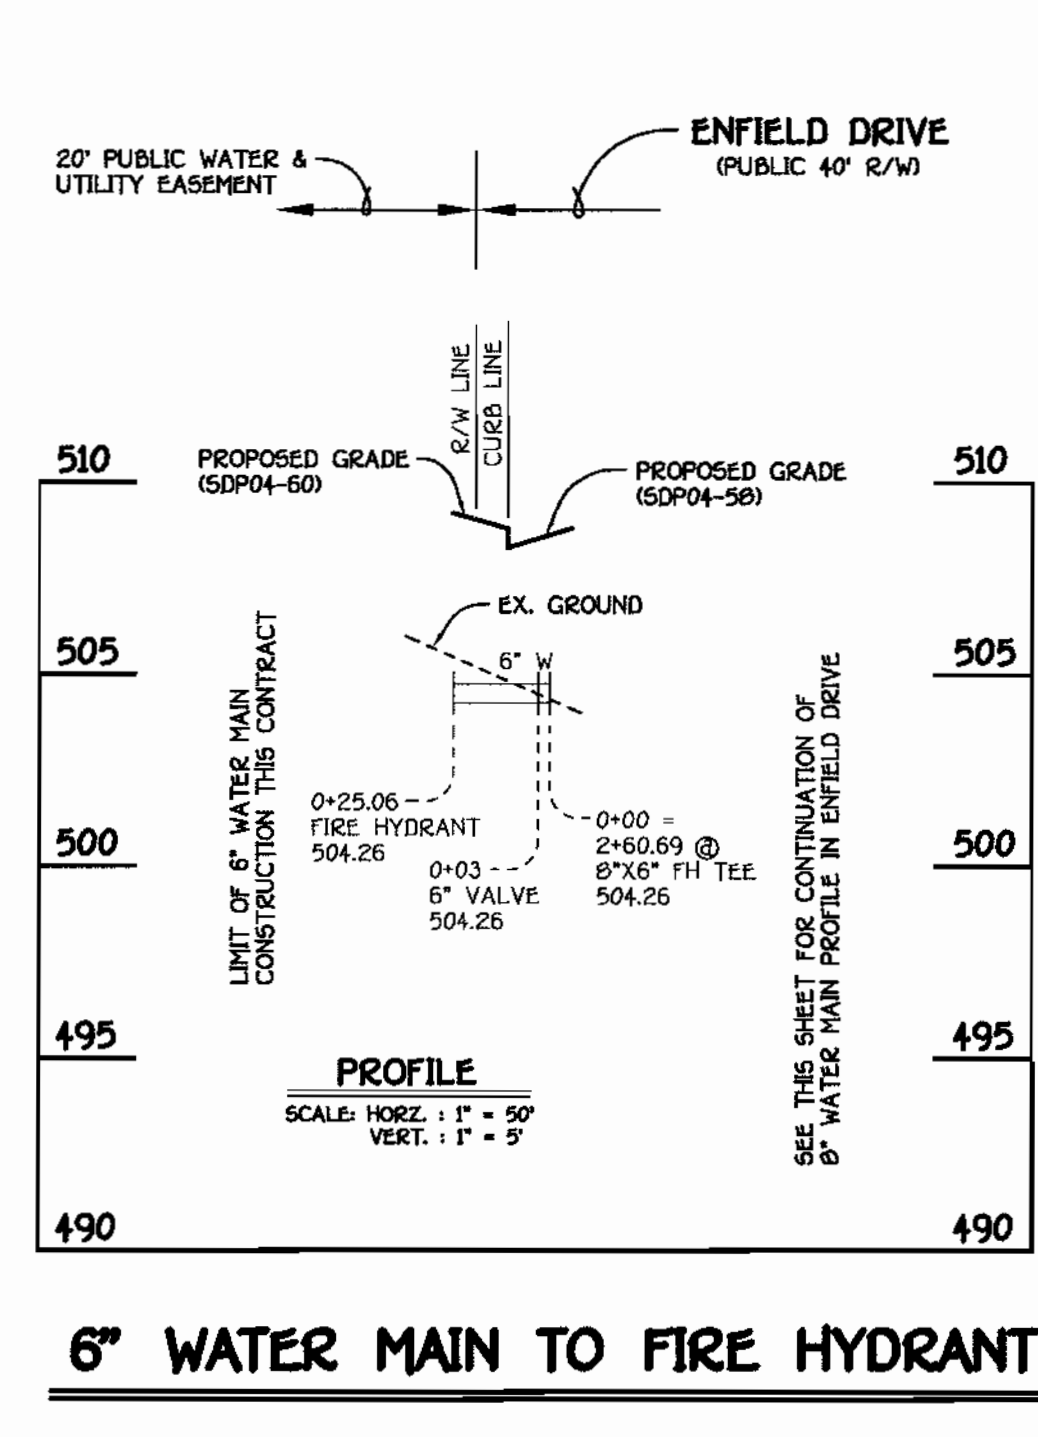 ENFIELD DRIVE
(PUBLIC 40' R/W)
20' PUBLIC WATER &
UTILITY EASEMENT
R/W LINE
CURB LINE
510
PROPOSED GRADE
(SDP04-60)
PROPOSED GRADE
(SDP04-58)
510
EX. GROUND
505
6" W
505
LIMIT OF 6" WATER MAIN
CONSTRUCTION THIS CONTRACT
0+25.06
FIRE HYDRANT
504.26
0+03
6" VALVE
504.26
0+00 =
2+60.69 @
8"X6" FH TEE
504.26
SEE THIS SHEET FOR CONTINUATION OF
8" WATER MAIN PROFILE IN ENFIELD DRIVE
500
500
495
495
PROFILE
SCALE: HORZ. : 1" = 50'
VERT. : 1" = 5'
490
490
6" WATER MAIN TO FIRE HYDRANT